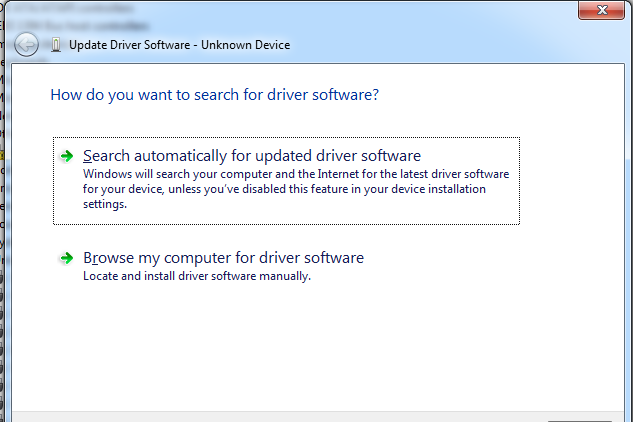 Update Driver Software - Unknown Device
How do you want to search for driver software?
Search automatically for updated driver software
Windows will search your computer and the Internet for the latest driver software
for your device, unless you've disabled this feature in your device installation
settings.
Browse my computer for driver software
Locate and install driver software manually.